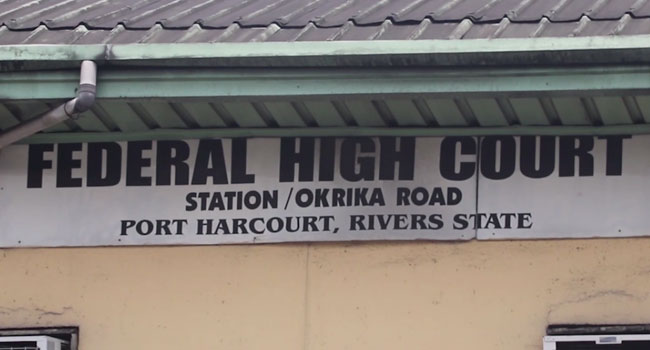 FEDERAL HIGH COURT
STATION/OKRIKA ROAD
PORT HARCOURT, RIVERS STATE